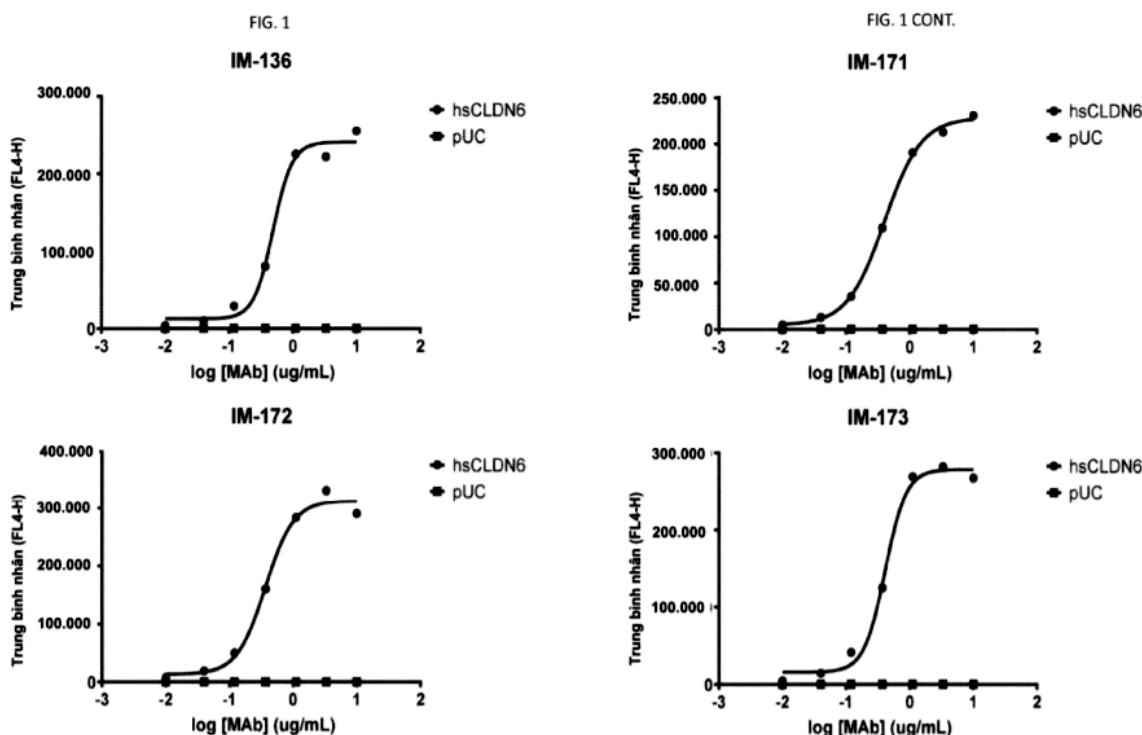 FIG. 1
IM-136
300.000
200.000
100.000
0
-3
-2
-1
0
1
2
Trung bình nhân (FL4-H)
log [MAb] (ug/mL)
hsCLDN6
pUC
FIG. 1 CONT.
IM-171
250.000
200.000
150.000
100.000
50.000
0
-3
-2
-1
0
1
2
Trung bình nhân (FL4-H)
log [MAb] (ug/mL)
hsCLDN6
pUC
IM-172
400.000
300.000
200.000
100.000
0
-3
-2
-1
0
1
2
Trung bình nhân (FL4-H)
log [MAb] (ug/mL)
hsCLDN6
pUC
IM-173
300.000
200.000
100.000
0
-3
-2
-1
0
1
2
Trung bình nhân (FL4-H)
log [MAb] (ug/mL)
hsCLDN6
pUC